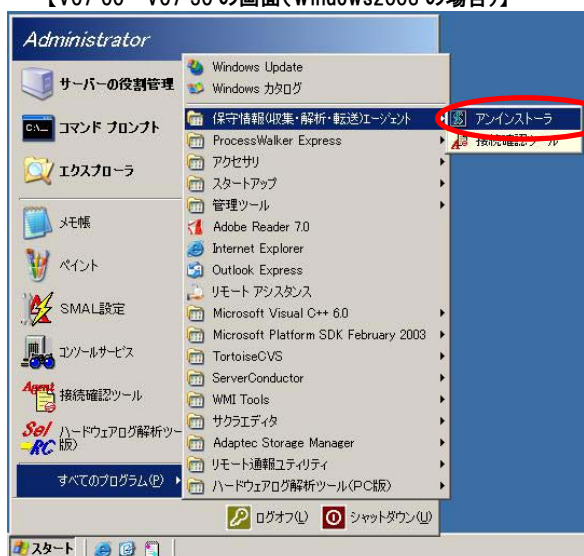 Administrator
サーバーの役割管理
コマンド プロンプト
エクスプローラ
メモ帳
ペイント
SMAL設定
コンソールサービス
接続確認ツール
ハードウェアログ解析ツー
版)
すべてのプログラム(P)
Windows Update
Windows カタログ
保守情報(収集・解析・転送)エージェント
ProcessWalker Express
アクセサリ
スタートアップ
管理ツール
Adobe Reader 7.0
Internet Explorer
Outlook Express
リモート アシスタンス
Microsoft Visual C++ 6.0
Microsoft Platform SDK February 2003
TortoiseCVS
ServerConductor
WMI Tools
サクラエディタ
Adaptec Storage Manager
リモート通報ユーティリティ
ハードウェアログ解析ツール(PC版)
アンインストーラ
接続確認ツール
ログオフ(L)
シャットダウン(U)
スタート